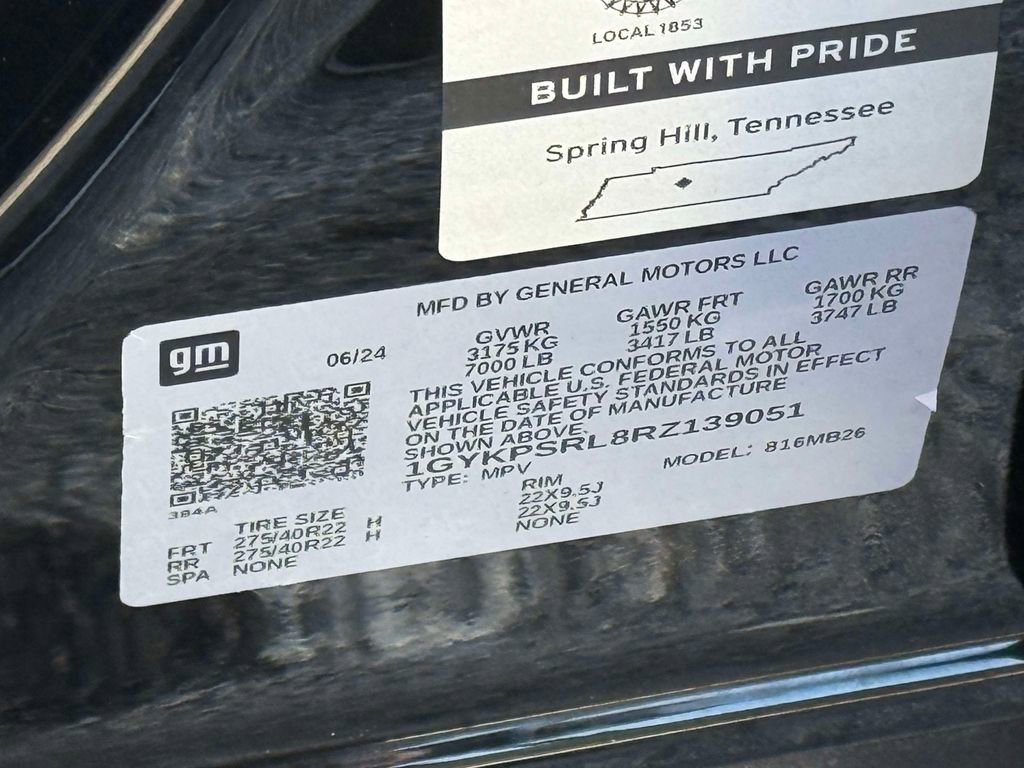 LOCAL 1853
BUILT WITH PRIDE
Spring Hill, Tennessee
MFD BY GENERAL MOTORS LLC
gm
06/24
GVWR GAWR FRT GAWR RR
3175 KG 1550 KG 1700 KG
7000 LB 3417 LB 3747 LB
THIS VEHICLE CONFORMS TO ALL
APPLICABLE U.S. FEDERAL MOTOR
VEHICLE SAFETY STANDARDS IN EFFECT
ON THE DATE OF MANUFACTURE
SHOWN ABOVE.
1GYKPSRL8RZ139051
TYPE: MPV MODEL: 816MB26
3B4A
TIRE SIZE RIM
FRT 275/40R22 H 22X9.5J
RR 275/40R22 H 22X9.5J
SPA NONE NONE